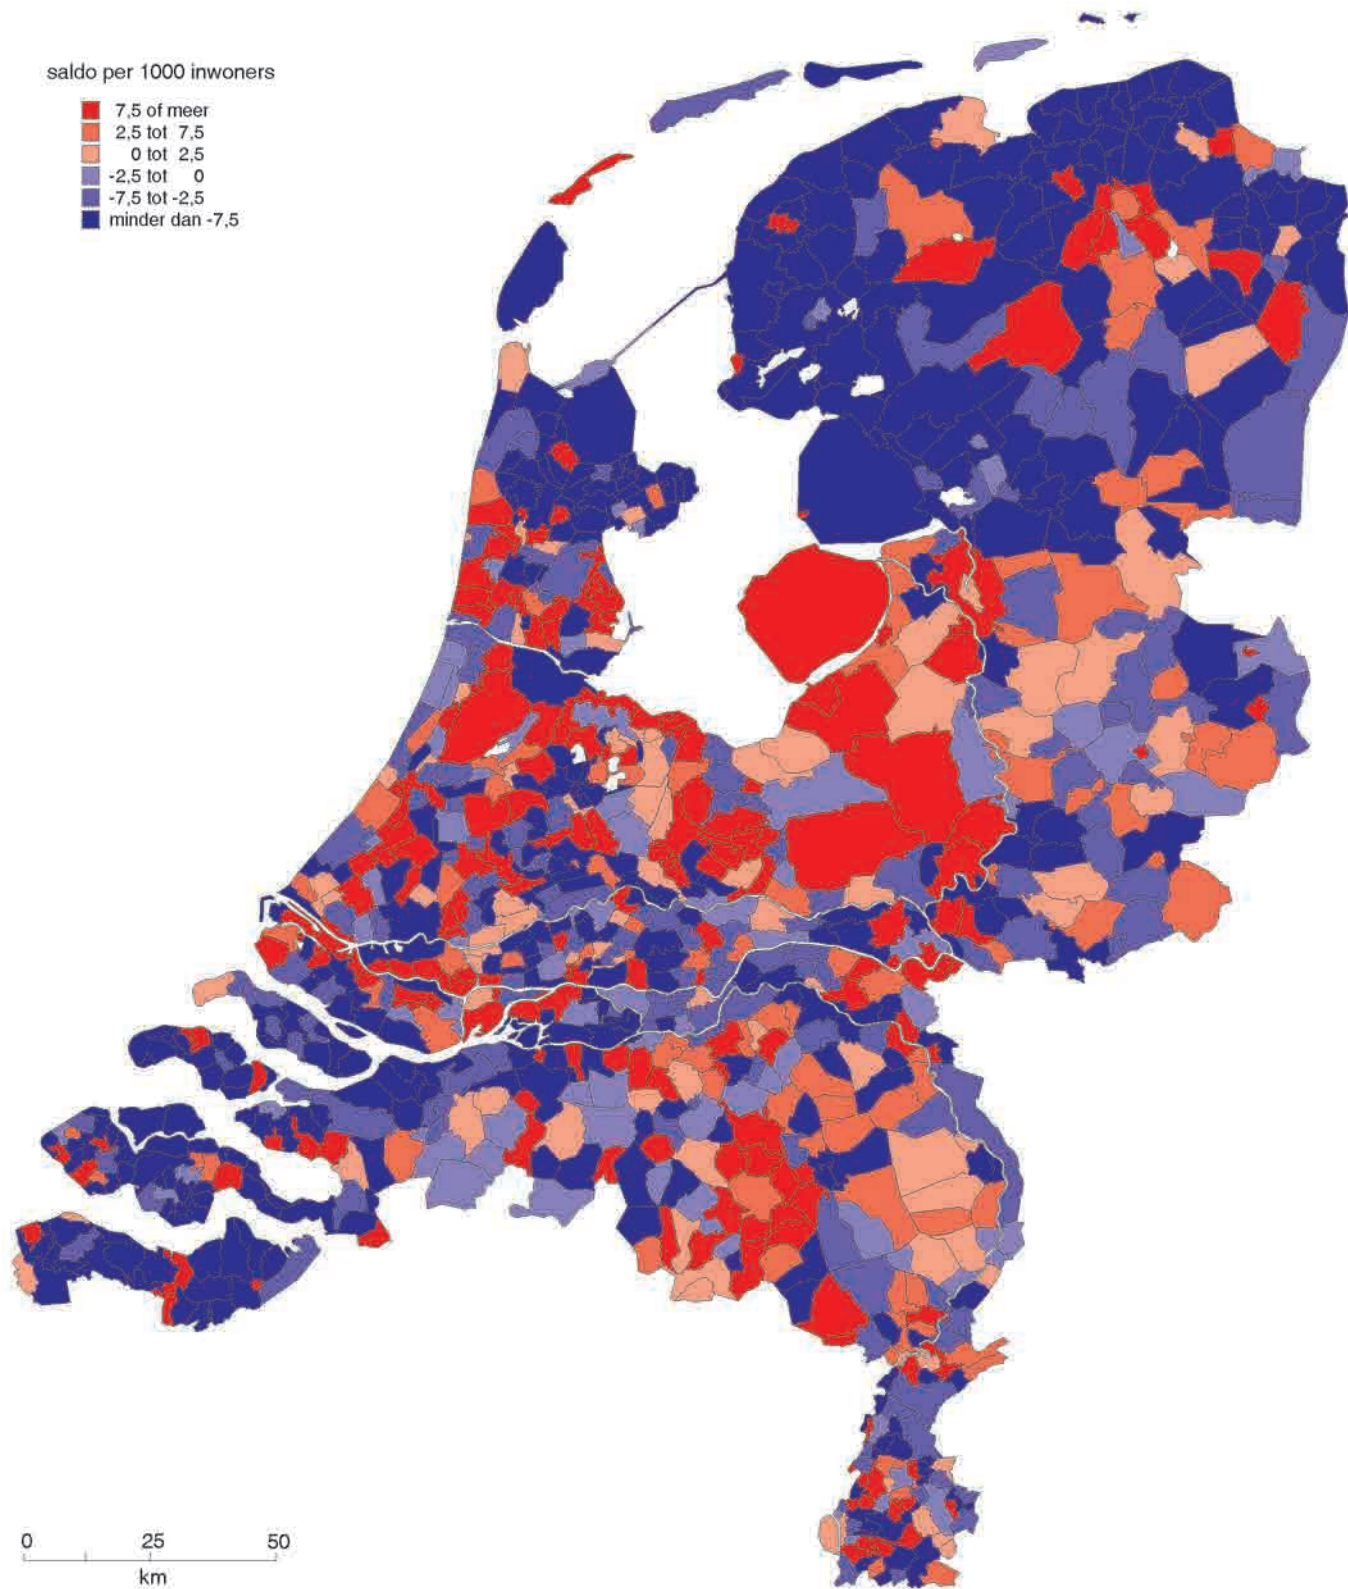 saldo per 1000 inwoners
7,5 of meer
2,5 tot 7,5
0 tot 2,5
-2,5 tot 0
-7,5 tot -2,5
minder dan -7,5
0 25 50
km